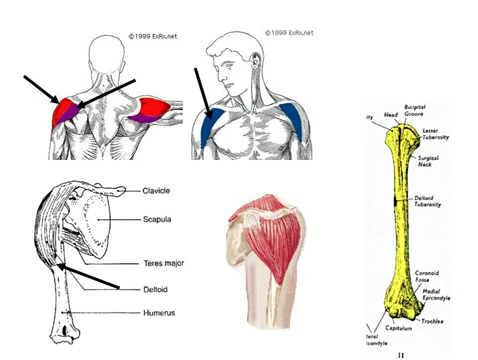 ©1999 ExRx.net
©1999 ExRx.net
Clavicle
Scapula
Teres major
Deltoid
Humerus
Bicipital
Groove
Head
Lesser
Tuberosity
Surgical
Neck
Deltoid
Tuberosity
Coronoid
Fossa
Medial
Epicondyle
Trochlea
Capitulum